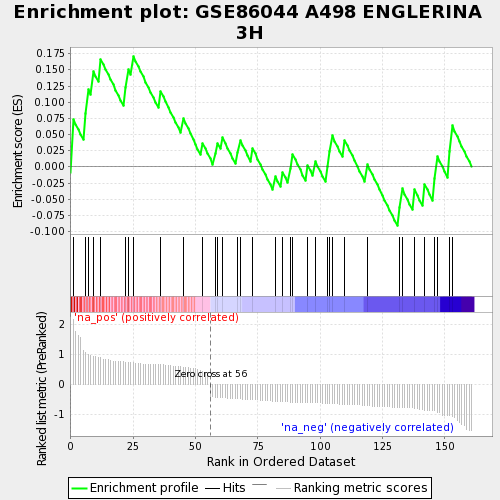 Enrichment plot: GSE86044 A498 ENGLERINA
3H
Enrichment score (ES)
0.175
0.150
0.125
0.100
0.075
0.050
0.025
0.000
-0.025
-0.050
-0.075
-0.100
'na_pos' (positively correlated)
Ranked list metric (PreRanked)
2
1
0
-1
Zero cross at 56
'na_neg' (negatively correlated)
0 25 50 75 100 125 150
Rank in Ordered Dataset
Enrichment profile Hits Ranking metric scores